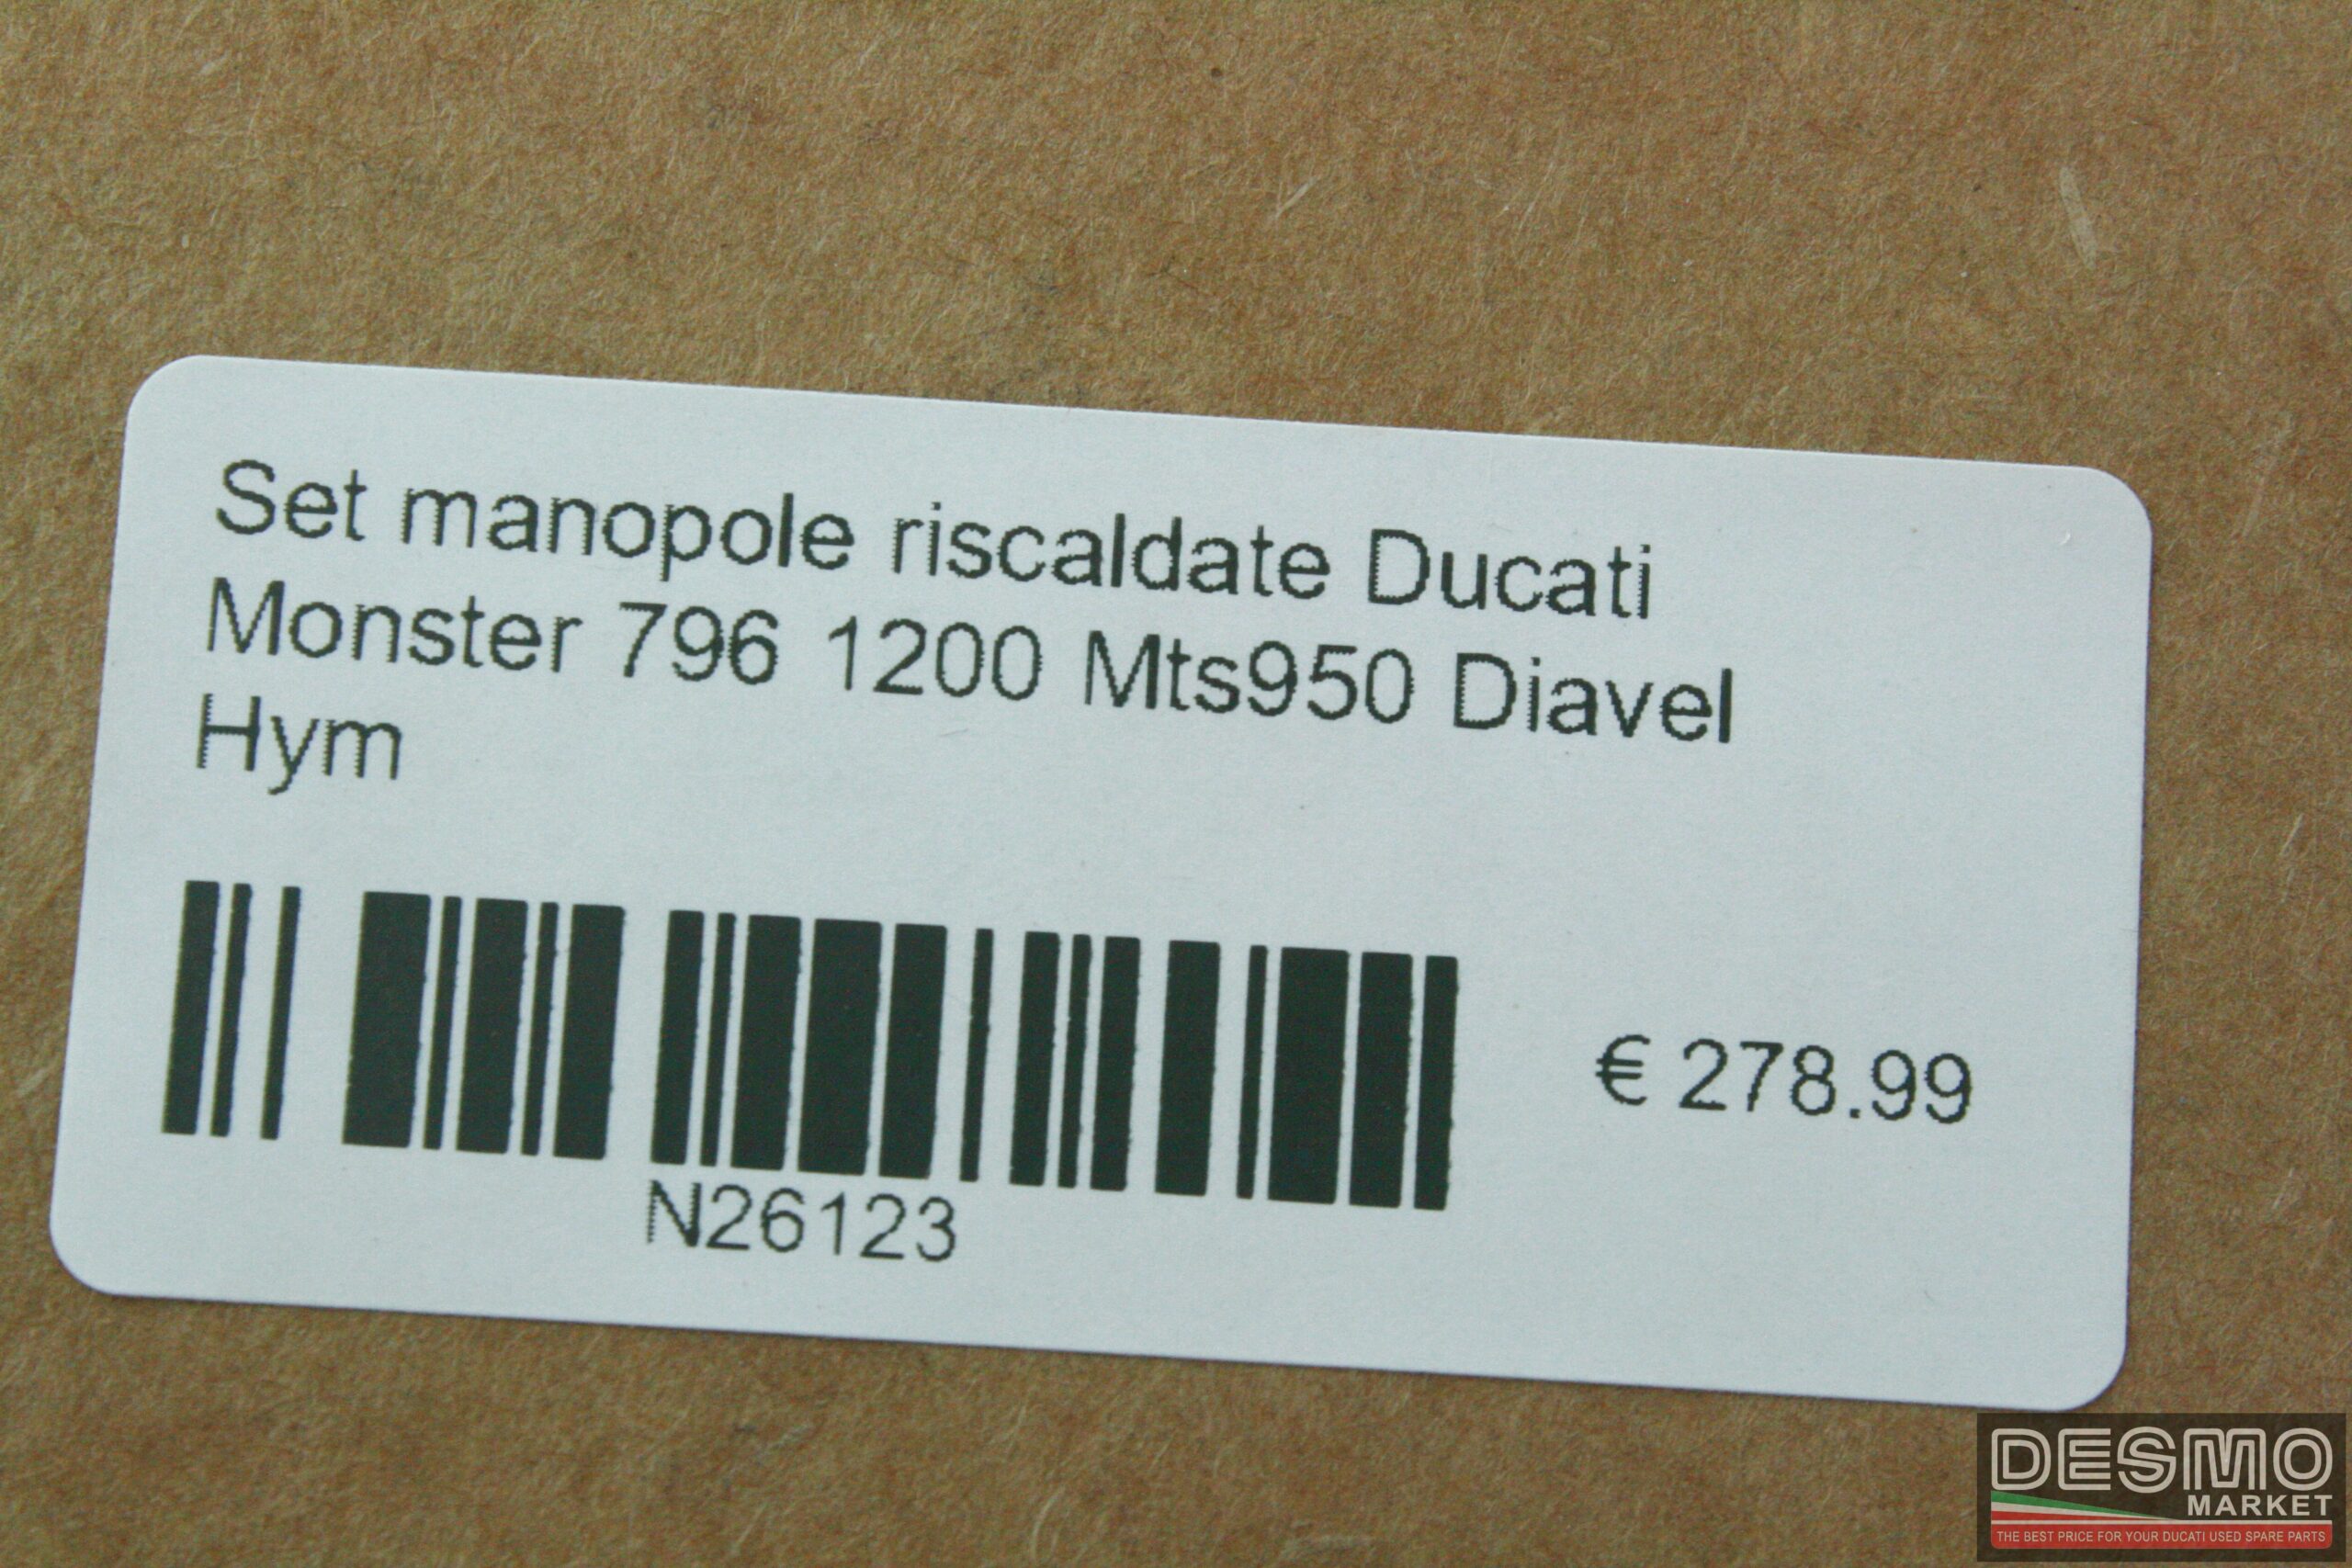 Set manopole riscaldate Ducati
Monster 796 1200 Mts950 Diavel
Hym
€ 278.99
N26123
DESMO
MARKET
THE BEST PRICE FOR YOUR DUCATI USED SPARE PARTS